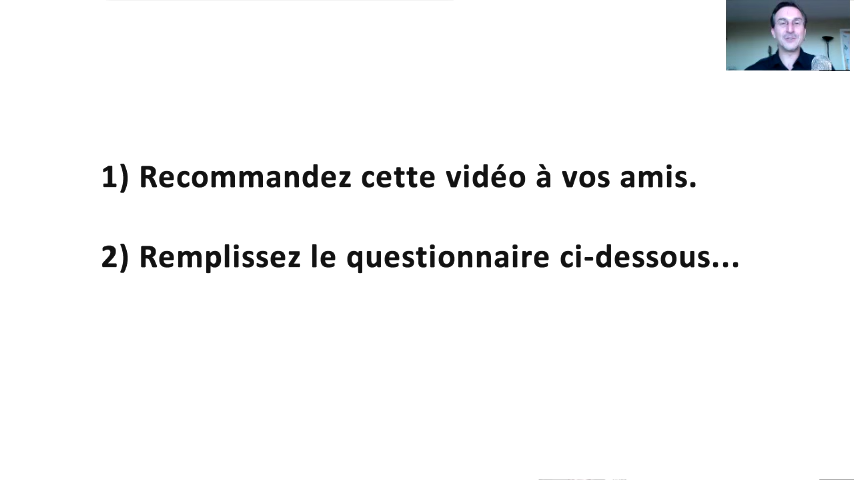 1) Recommandez cette vidéo à vos amis.
2) Remplissez le questionnaire ci-dessous...